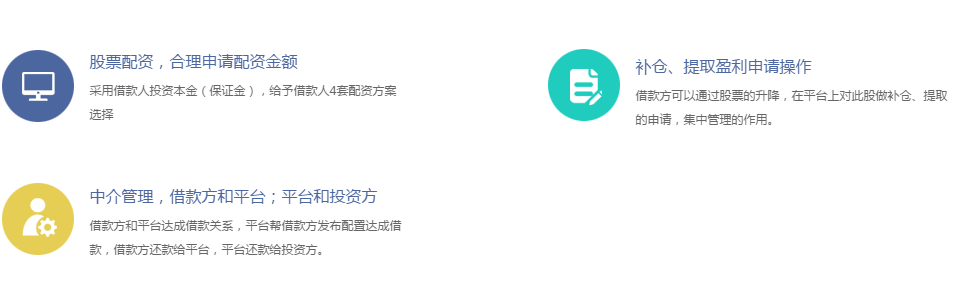 股票配资，合理申请配资金额
采用借款人投资本金（保证金），给予借款人4套配资方案
选择
补仓、提取盈利申请操作
借款方可以通过股票的升降，在平台上对此股做补仓、提取
的申请，集中管理的作用。
中介管理，借款方和平台；平台和投资方
借款方和平台达成借款关系，平台帮借款方发布配置达成借
款，借款方还款给平台，平台还款给投资方。